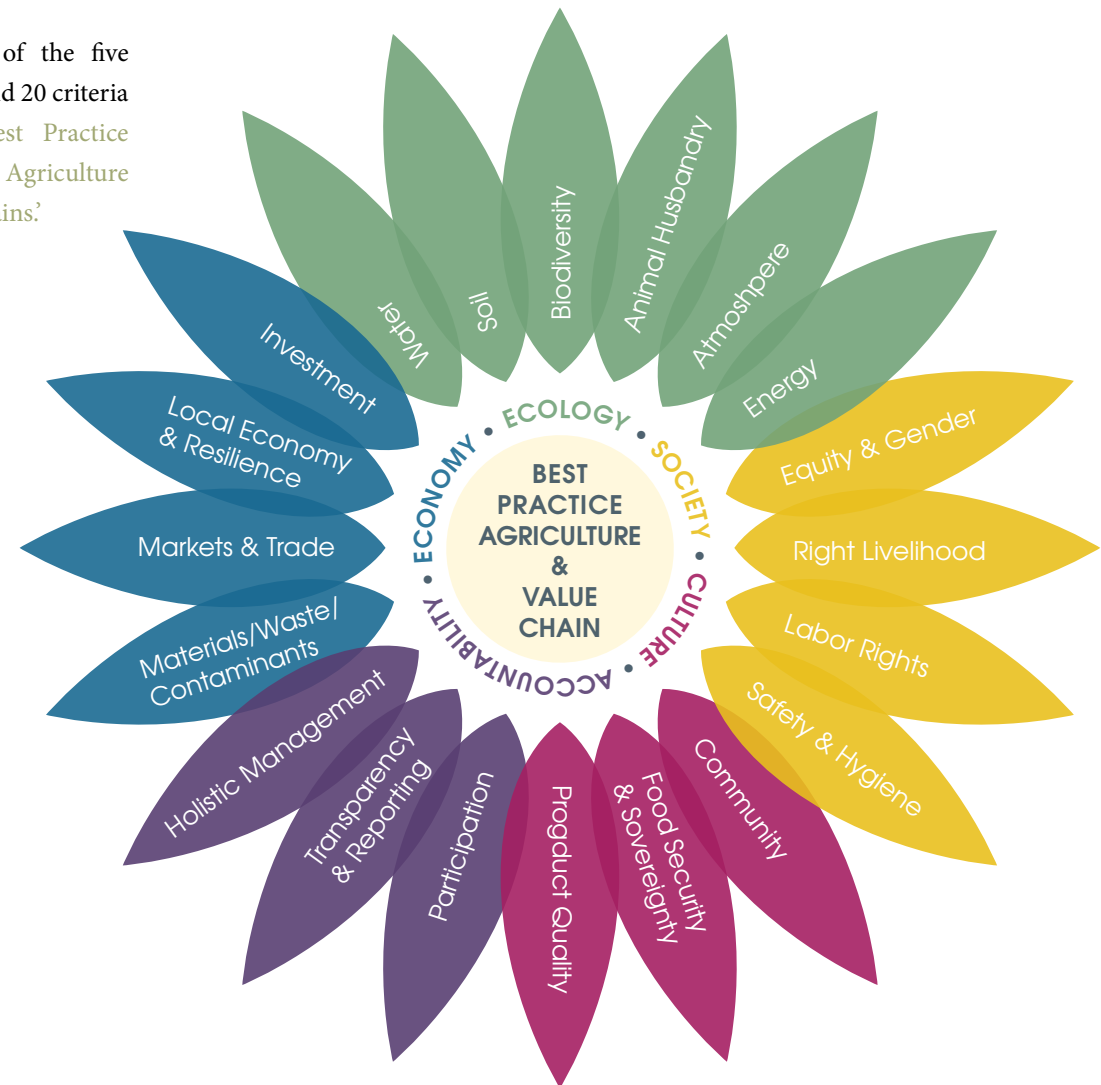 of the five
d 20 criteria
est Practice
Agriculture
ins.’
Biodiversity
Animal Husbandry
Atmoshpere
Energy
Equity & Gender
Right Livelihood
Labor Rights
Safety & Hygiene
Community
Food Security
& Sovereignty
Progduct Quality
Participation
Transparency
& Reporting
Holistic Management
Materials/Waste/
Contaminants
Markets & Trade
Local Economy
& Resilience
Investment
Water
Soil
ECOLOGY • SOCIETY • CULTURE • ACCOUNTABILITY • ECONOMY •
BEST
PRACTICE
AGRICULTURE
&
VALUE
CHAIN